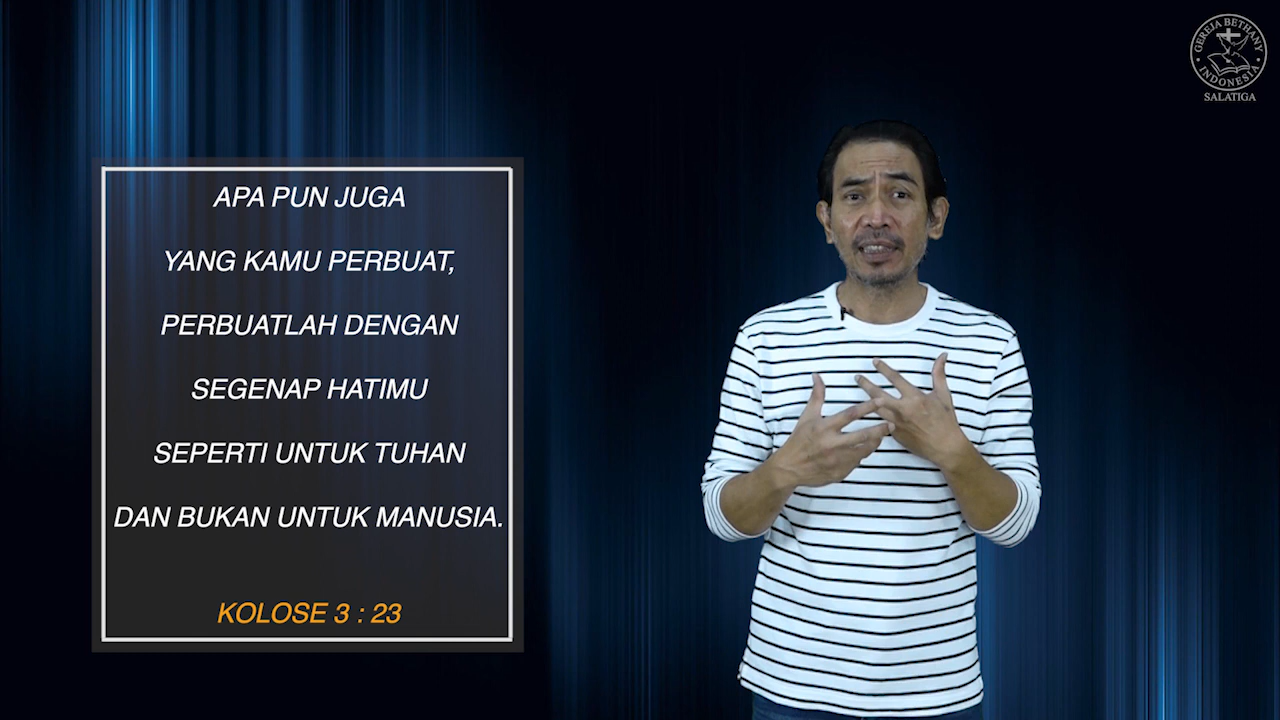 GEREJA BETHANY
INDONESIA
SALATIGA
APA PUN JUGA
YANG KAMU PERBUAT,
PERBUATLAH DENGAN
SEGENAP HATIMU
SEPERTI UNTUK TUHAN
DAN BUKAN UNTUK MANUSIA.
KOLOSE 3 : 23